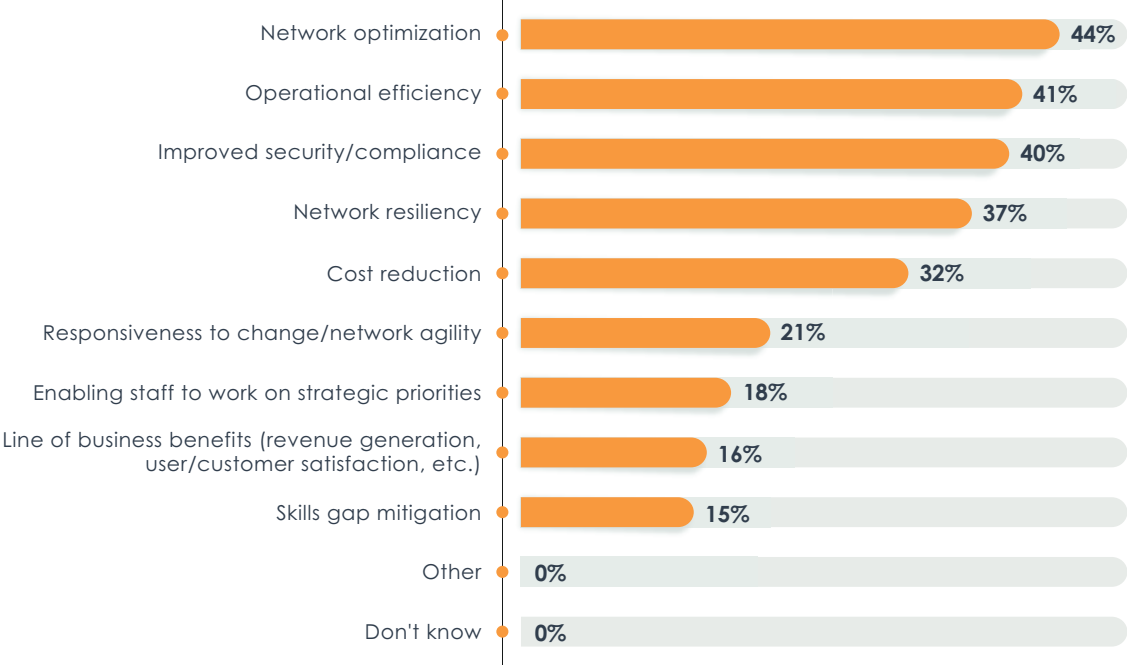 Network optimization 44%
Operational efficiency 41%
Improved security/compliance 40%
Network resiliency 37%
Cost reduction 32%
Responsiveness to change/network agility 21%
Enabling staff to work on strategic priorities 18%
Line of business benefits (revenue generation,
user/customer satisfaction, etc.) 16%
Skills gap mitigation 15%
Other 0%
Don't know 0%